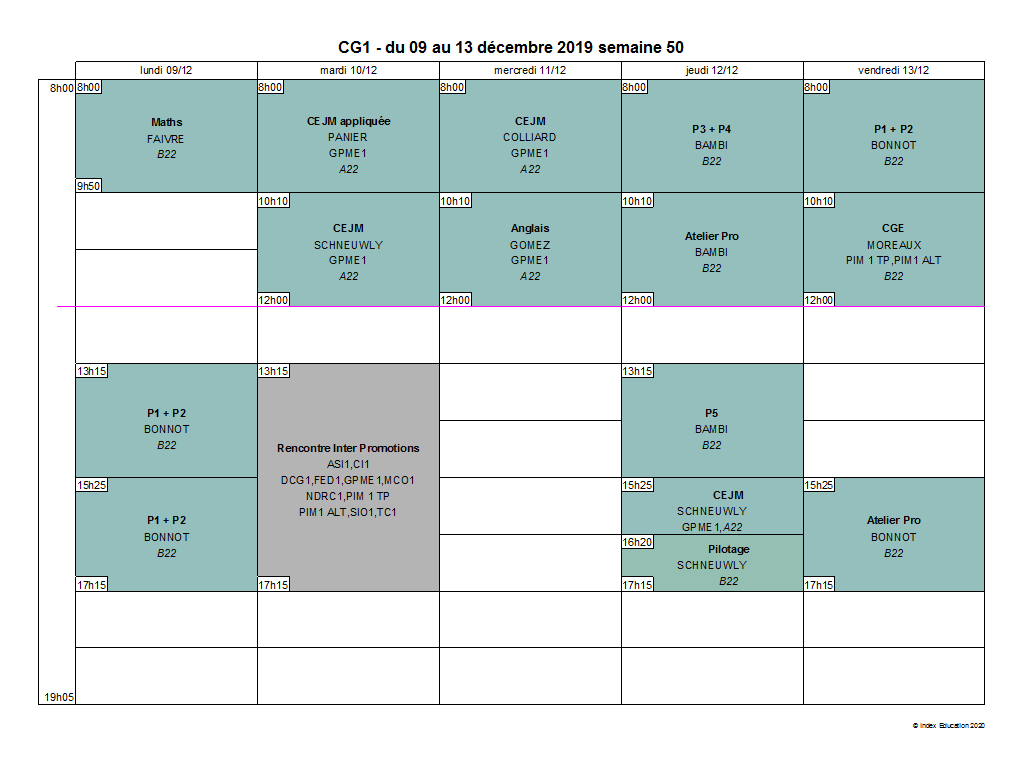 CG1 - du 09 au 13 décembre 2019 semaine 50
lundi 09/12
mardi 10/12
mercredi 11/12
jeudi 12/12
vendredi 13/12
8h00
8h00
Maths
FAIVRE
B22
9h50
8h00
CEJM appliquée
PANIER
GPME1
A22
8h00
CEJM
COLLIARD
GPME1
A22
8h00
P3 + P4
BAMBI
B22
8h00
P1 + P2
BONNOT
B22
10h10
CEJM
SCHNEUWLY
GPME1
A22
12h00
10h10
Anglais
GOMEZ
GPME1
A22
12h00
10h10
Atelier Pro
BAMBI
B22
12h00
10h10
CGE
MOREAUX
PIM 1 TP,PIM1 ALT
B22
12h00
13h15
P1 + P2
BONNOT
B22
13h15
Rencontre Inter Promotions
ASI1,CI1
DCG1,FED1,GPME1,MCO1
NDRC1,PIM 1 TP
PIM1 ALT,SIO1,TC1
17h15
13h15
P5
BAMBI
B22
15h25
P1 + P2
BONNOT
B22
17h15
15h25
CEJM
SCHNEUWLY
GPME1,A22
16h20
Pilotage
SCHNEUWLY
B22
17h15
15h25
Atelier Pro
BONNOT
B22
17h15
19h05
© Index Education 2020